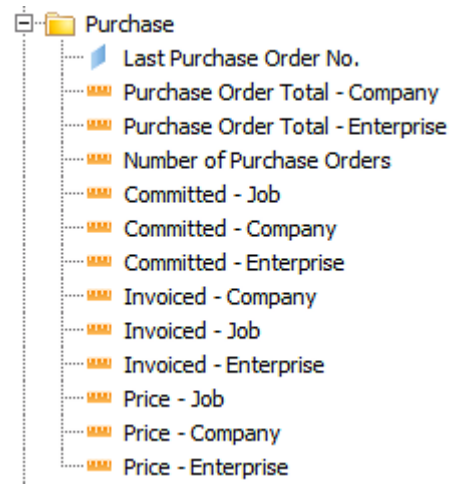 Purchase
Last Purchase Order No.
Purchase Order Total - Company
Purchase Order Total - Enterprise
Number of Purchase Orders
Committed - Job
Committed - Company
Committed - Enterprise
Invoiced - Company
Invoiced - Job
Invoiced - Enterprise
Price - Job
Price - Company
Price - Enterprise